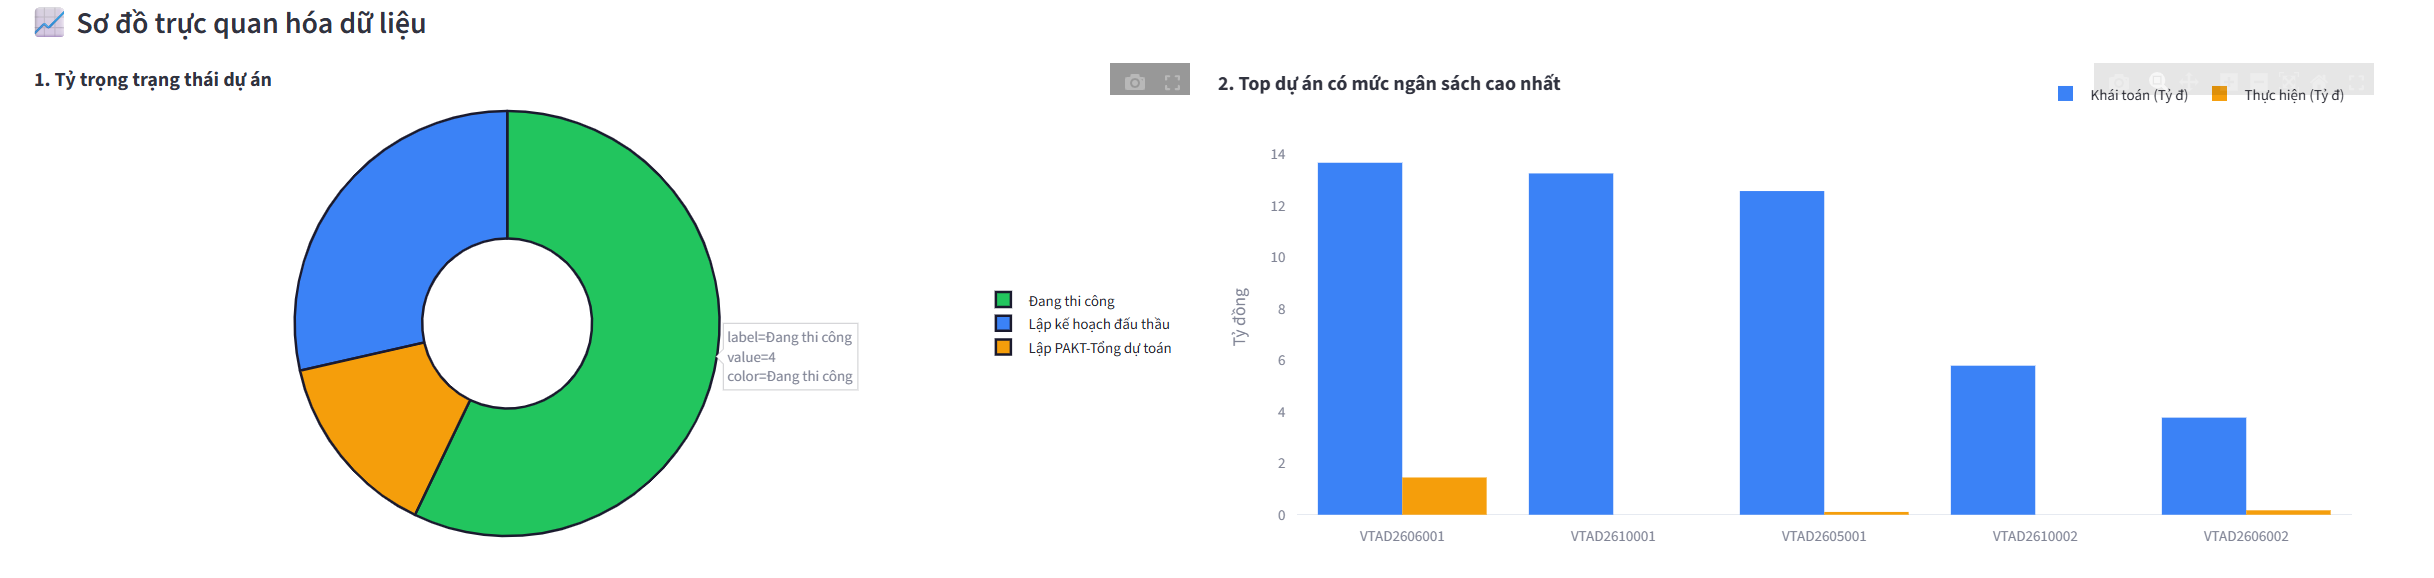 Sơ đồ trực quan hóa dữ liệu
1. Tỷ trọng trạng thái dự án
label=Đang thi công
value=4
color=Đang thi công
Đang thi công
Lập kế hoạch đấu thầu
Lập PAKT-Tổng dự toán
2. Top dự án có mức ngân sách cao nhất
Khái toán (Tỷ đ)
Thực hiện (Tỷ đ)
Tỷ đồng
14
12
10
8
6
4
2
0
VTAD2606001
VTAD2610001
VTAD2605001
VTAD2610002
VTAD2606002